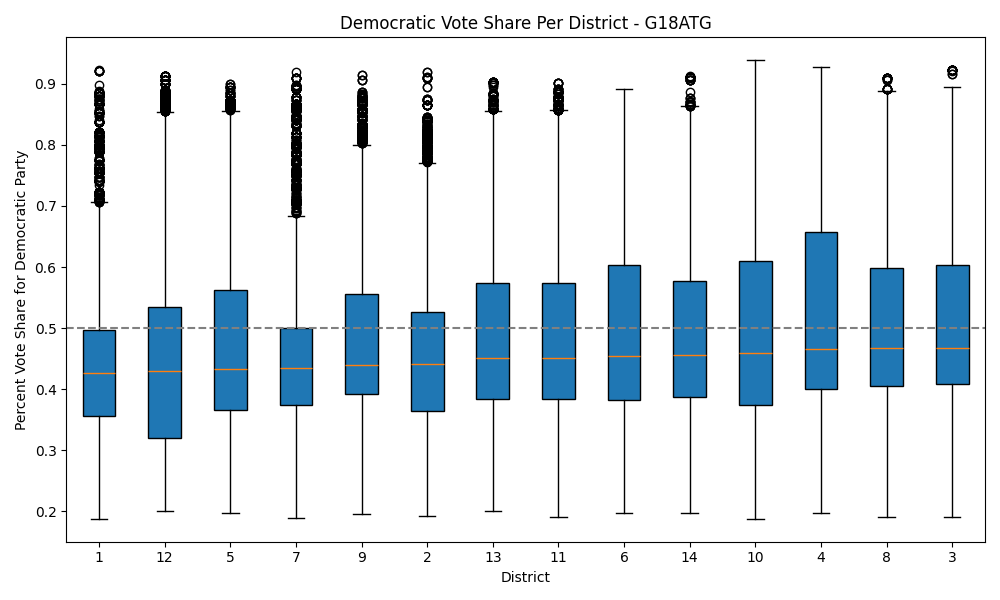 Democratic Vote Share Per District - G18ATG
Percent Vote Share for Democratic Party
0.9
0.8
0.7
0.6
0.5
0.4
0.3
0.2
1 12 5 7 9 2 13 11 6 14 10 4 8 3
District